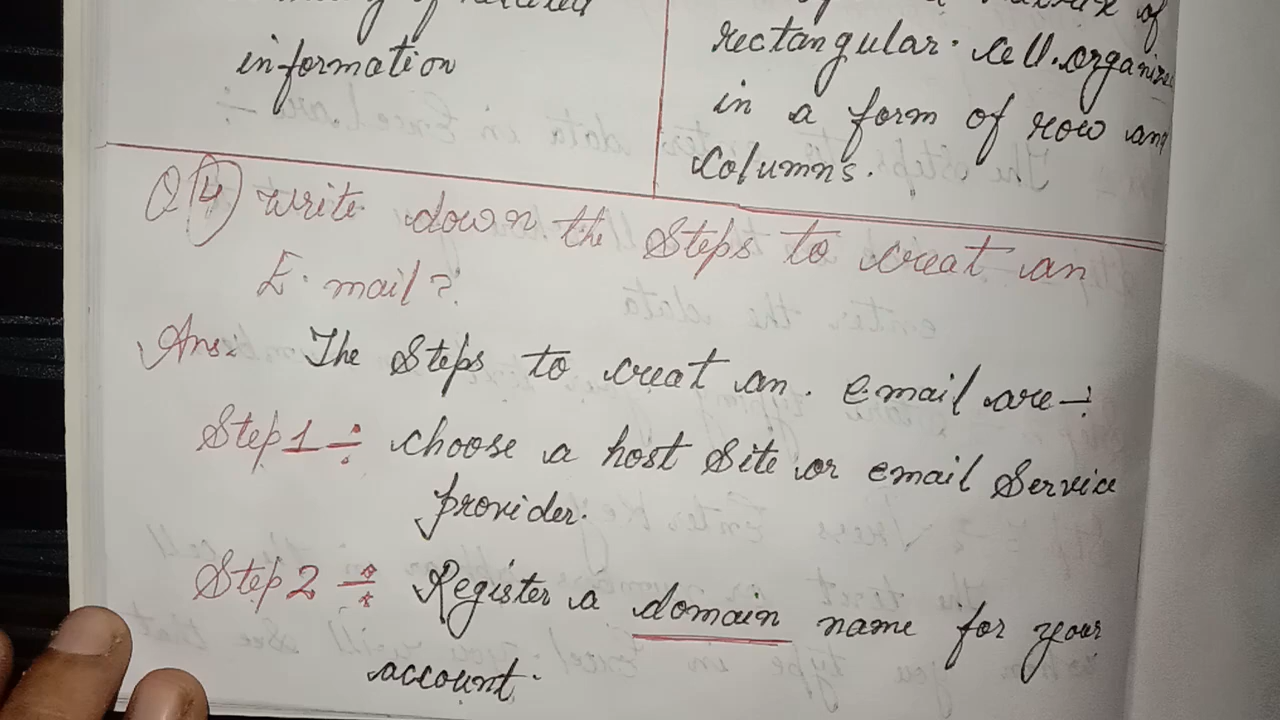 information
rectangular. cell. organize
in a form of row and
columns.
Q 4 write down the Steps to creat an
E. mail?
Ans. The Steps to creat an. email are ÷
Step 1 ÷ choose a host Site or email Service
provider.
Step 2 ÷ Register a domain name for your
account.